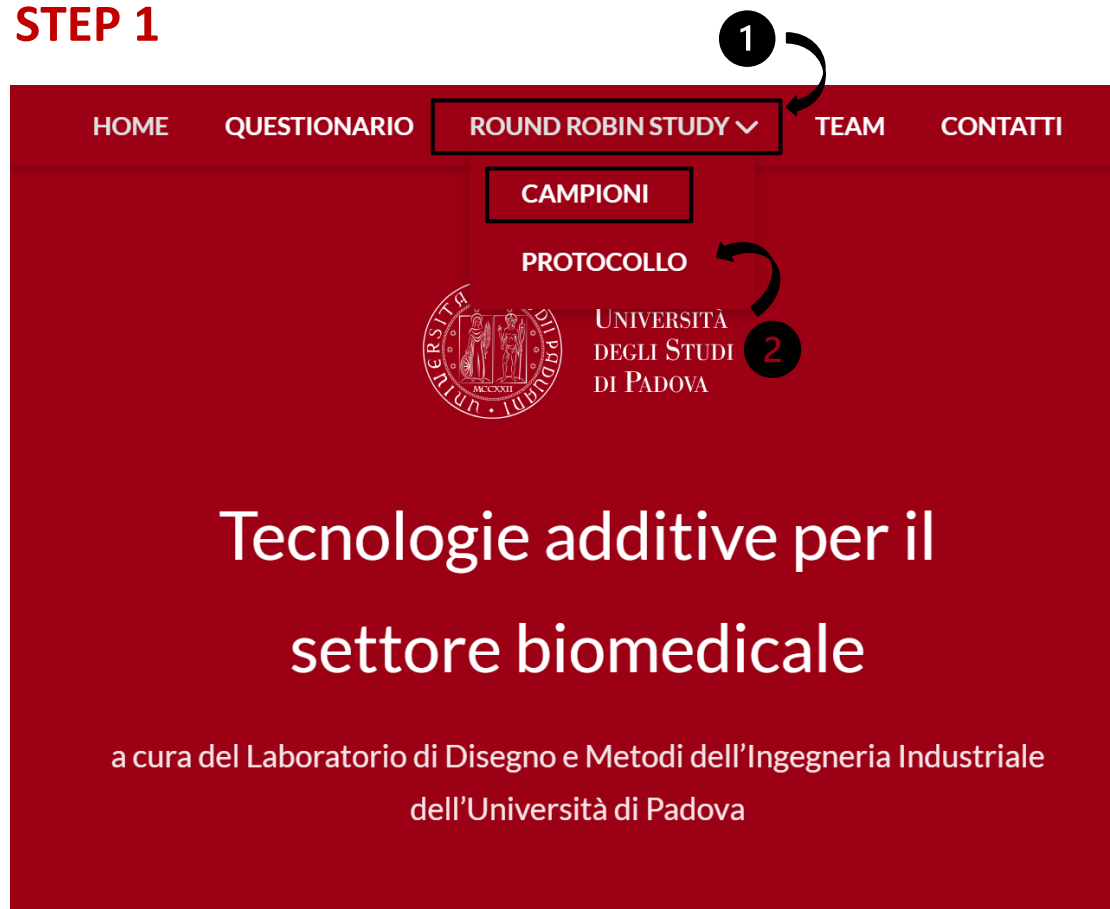 STEP 1
1
HOME QUESTIONARIO ROUND ROBIN STUDY TEAM CONTATTI
CAMPIONI
PROTOCOLLO
UNIVERSITÀ
DEGLI STUDI
DI PADOVA
2
MCCXXII
Tecnologie additive per il
settore biomedicale
a cura del Laboratorio di Disegno e Metodi dell’Ingegneria Industriale
dell’Università di Padova